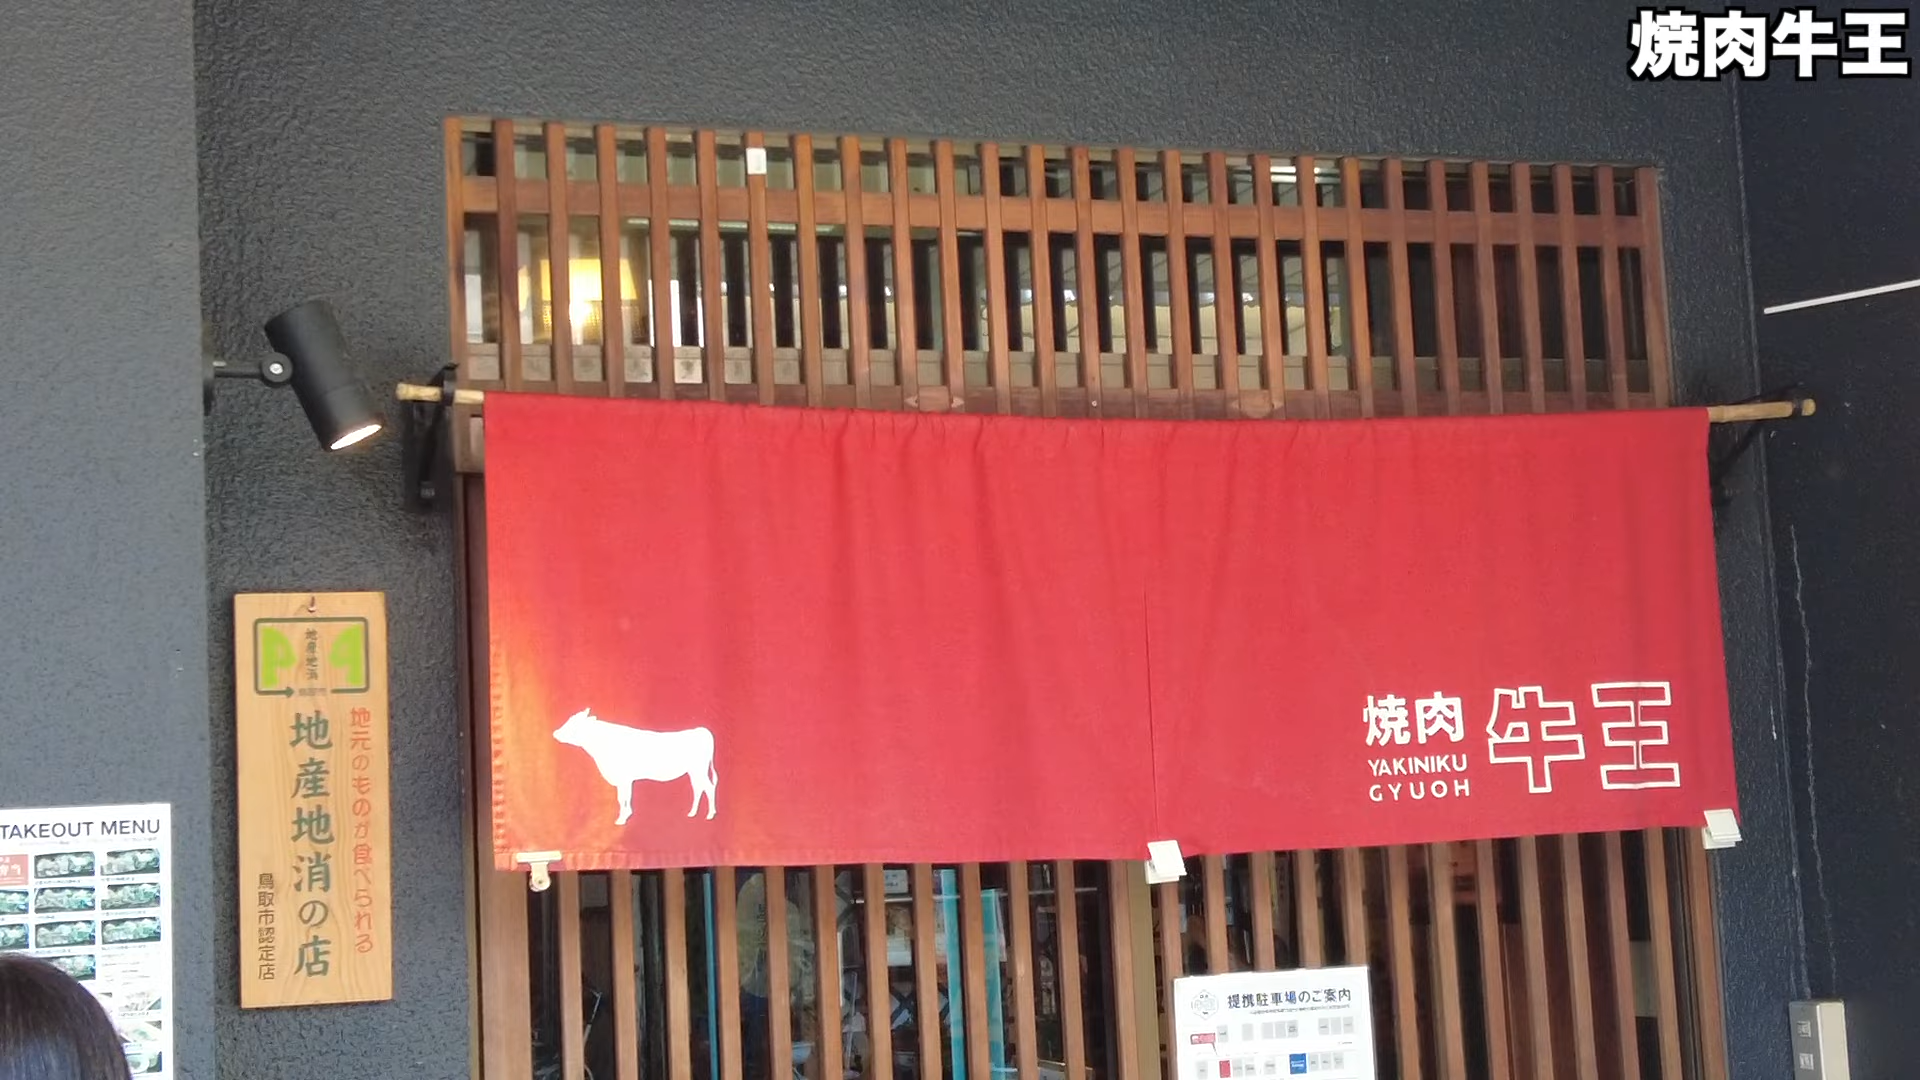 焼肉牛王
焼肉
YAKINIKU
GYUOH
牛王
地産地消
地元のものが食べられる
地産地消の店
鳥取市認定店
TAKEOUT MENU
提携駐車場のご案内